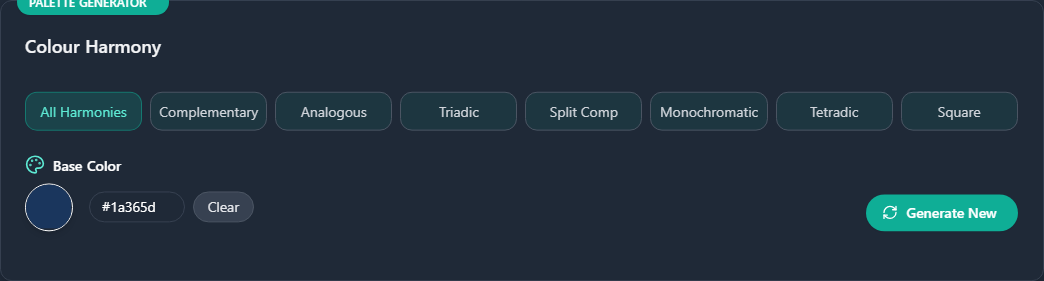 PALETTE GENERATOR
Colour Harmony
All Harmonies Complementary Analogous Triadic Split Comp Monochromatic Tetradic Square
Base Color
#1a365d Clear Generate New